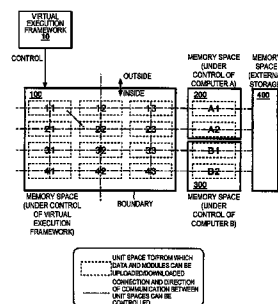 VIRTUAL
EXECUTION
FRAMEWORK
10
CONTROL
OUTSIDE
INSIDE
MEMORY SPACE
(UNDER
CONTROL OF
COMPUTER A)
MEMORY
SPACE
(EXTERNAL
STORAGE)
100
200
400
11
12
13
A1
21
22
23
A2
31
32
33
B1
41
42
43
B2
300
MEMORY SPACE
(UNDER CONTROL
OF VIRTUAL
EXECUTION
FRAMEWORK)
BOUNDARY
MEMORY SPACE
(UNDER
CONTROL OF
COMPUTER B)
UNIT SPACE TO/FROM WHICH
DATA AND MODULES CAN BE
UPLOADED/DOWNLOADED
CONNECTION AND DIRECTION
OF COMMUNICATION BETWEEN
UNIT SPACES CAN BE
CONTROLLED